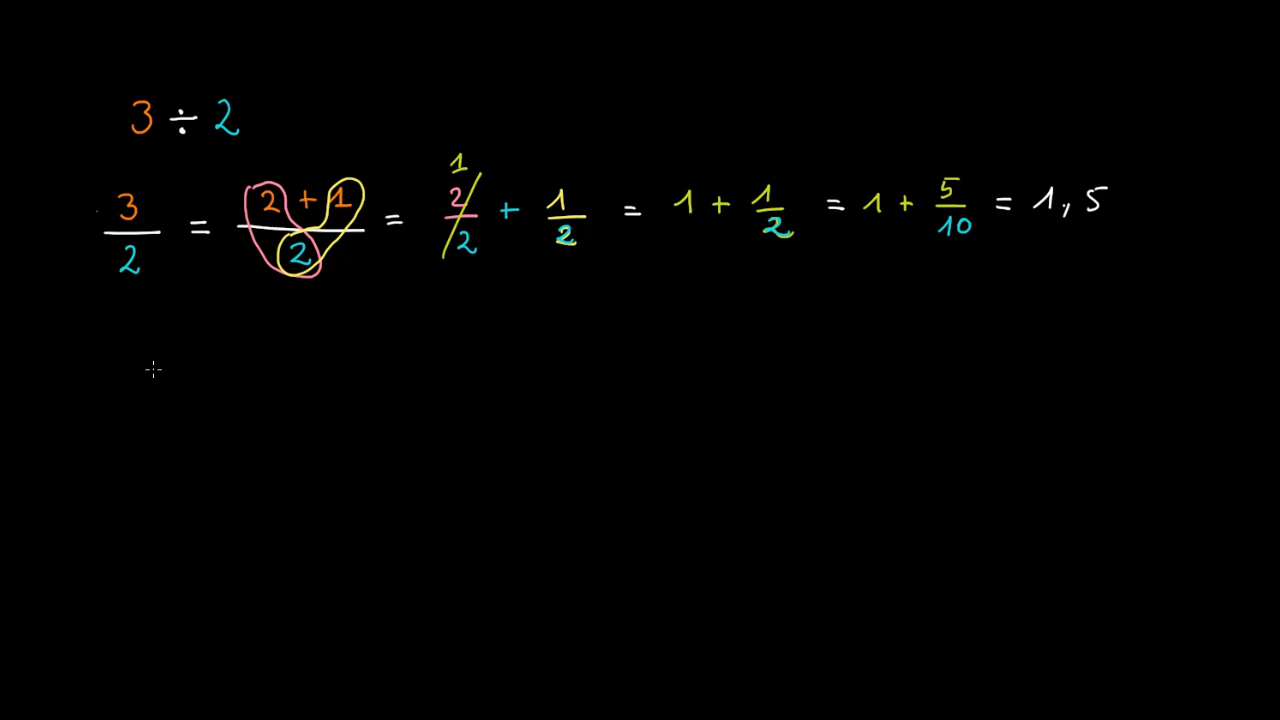 3 ÷ 2
3/2 = (2 + 1)/2 = 2/2 1 + 1/2 = 1 + 1/2 = 1 + 5/10 = 1,5